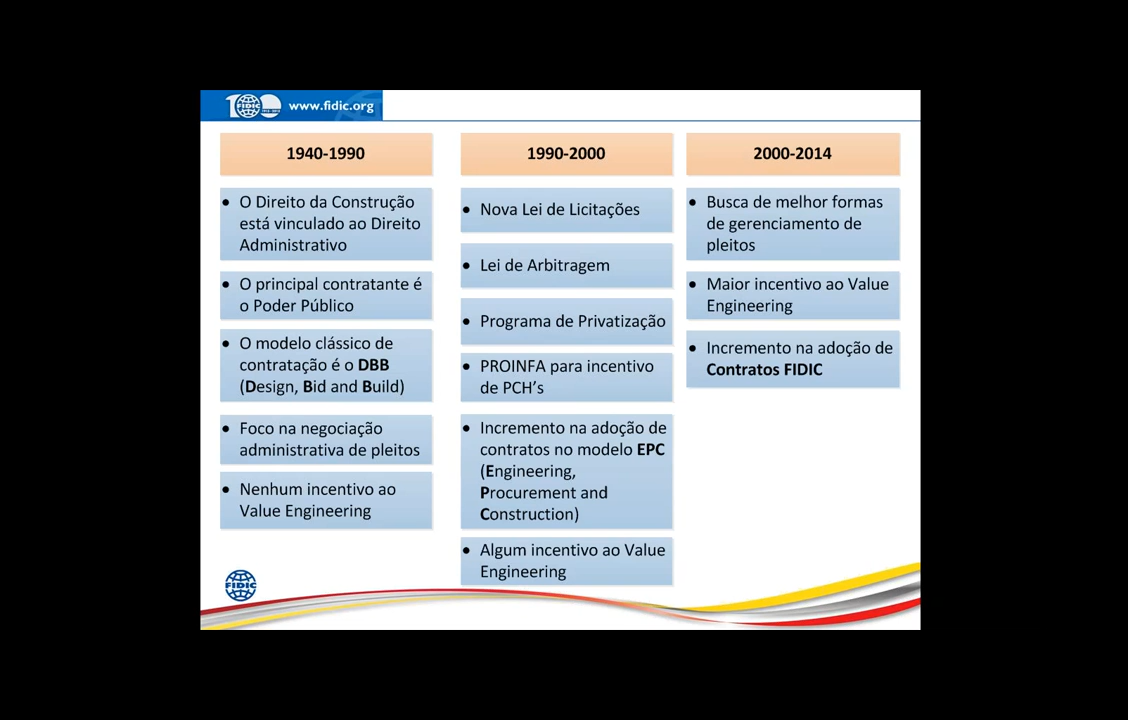 www.fidic.org
1940-1990
• O Direito da Construção
está vinculado ao Direito
Administrativo
• O principal contratante é
o Poder Público
• O modelo clássico de
contratação é o DBB
(Design, Bid and Build)
• Foco na negociação
administrativa de pleitos
• Nenhum incentivo ao
Value Engineering
1990-2000
• Nova Lei de Licitações
• Lei de Arbitragem
• Programa de Privatização
• PROINFA para incentivo
de PCH’s
• Incremento na adoção de
contratos no modelo EPC
(Engineering,
Procurement and
Construction)
• Algum incentivo ao Value
Engineering
2000-2014
• Busca de melhor formas
de gerenciamento de
pleitos
• Maior incentivo ao Value
Engineering
• Incremento na adoção de
Contratos FIDIC
FIDIC